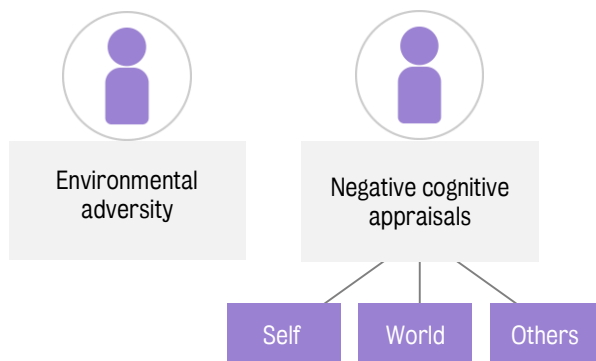 Environmental
adversity
Negative cognitive
appraisals
Self
World
Others